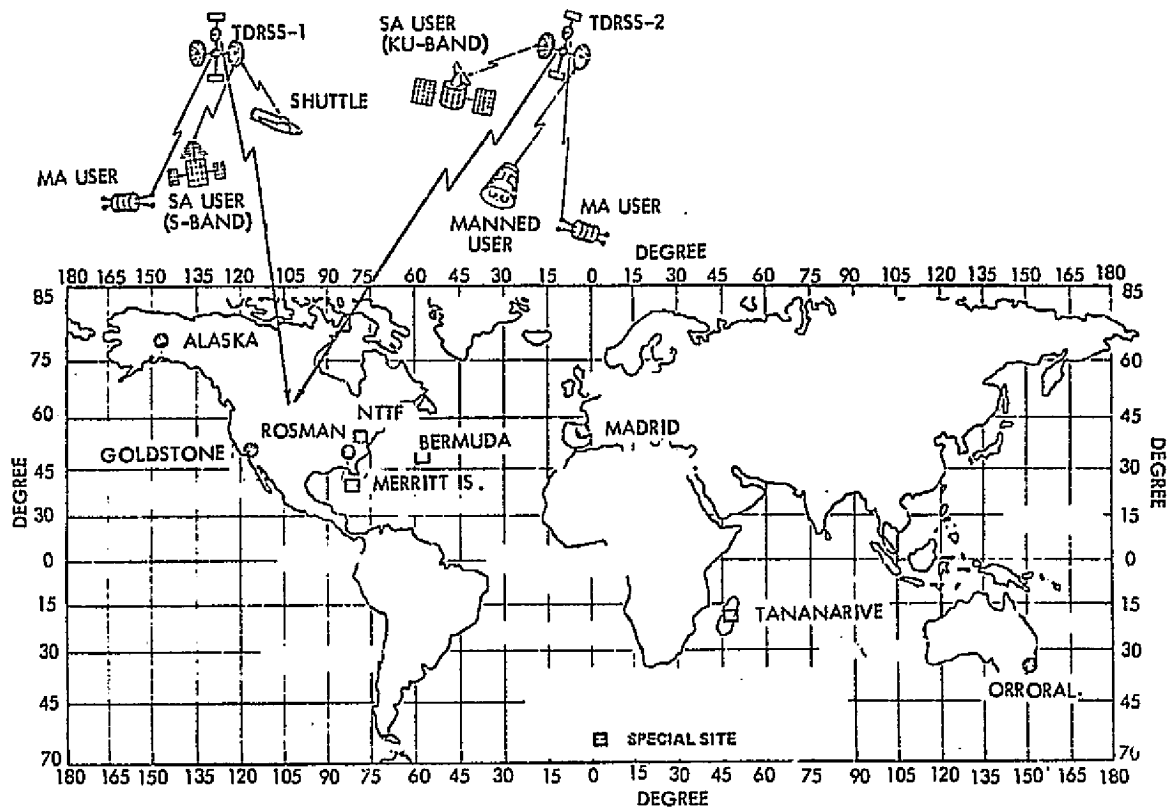 TDRSS-1
SA USER
(KU-BAND)
TDRSS-2
SHUTTLE
MA USER
SA USER
(S-BAND)
MANNED
USER
MA USER
DEGREE
180 165 150 135 120 105 90 75 60 45 30 15 0 15 30 45 60 75 90 105 120 135 150 165 180
85 85
ALASKA
75 60
60 NTTF 45
ROSMAN BERMUDA MADRID
GOLDSTONE
45 30
MERRITT IS.
DEGREE DEGREE
30 15
0 0
15 TANANARIVE 15
30 30
ORRORAL.
45 45
SPECIAL SITE
70 70
180 165 150 135 120 105 90 75 60 45 30 15 0 15 30 45 60 75 90 105 120 135 150 165 180
DEGREE